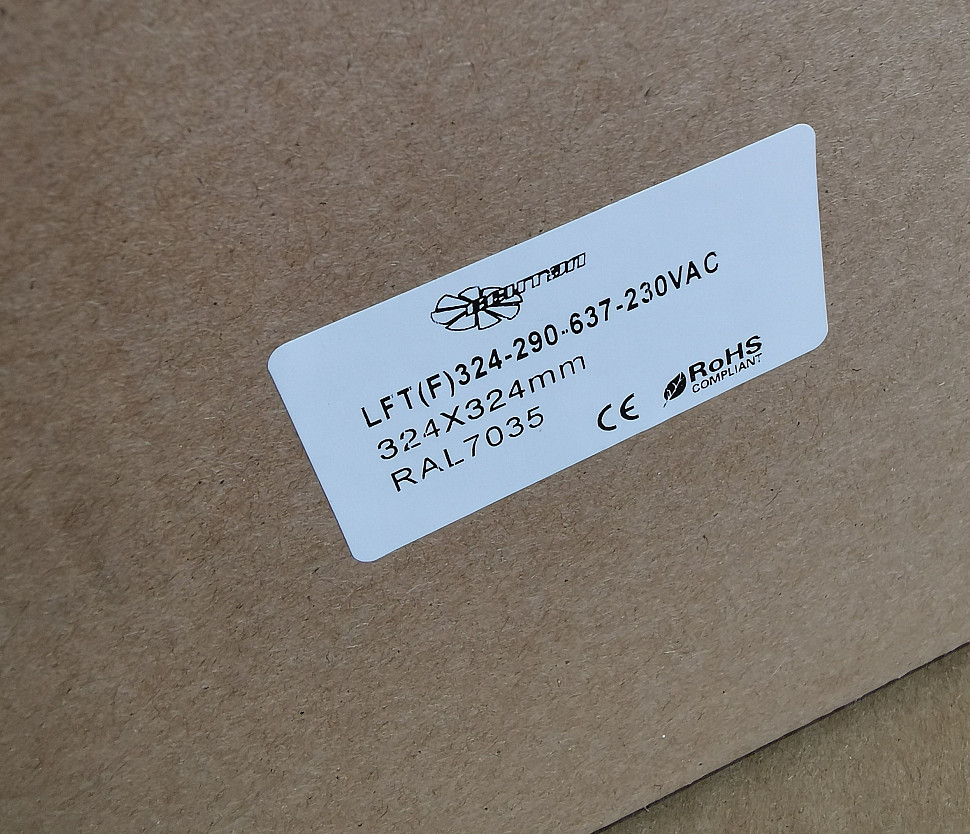 LFT(F)324-290-637-230VAC
324X324mm
RAL7035
CE
RoHS
COMPLIANT